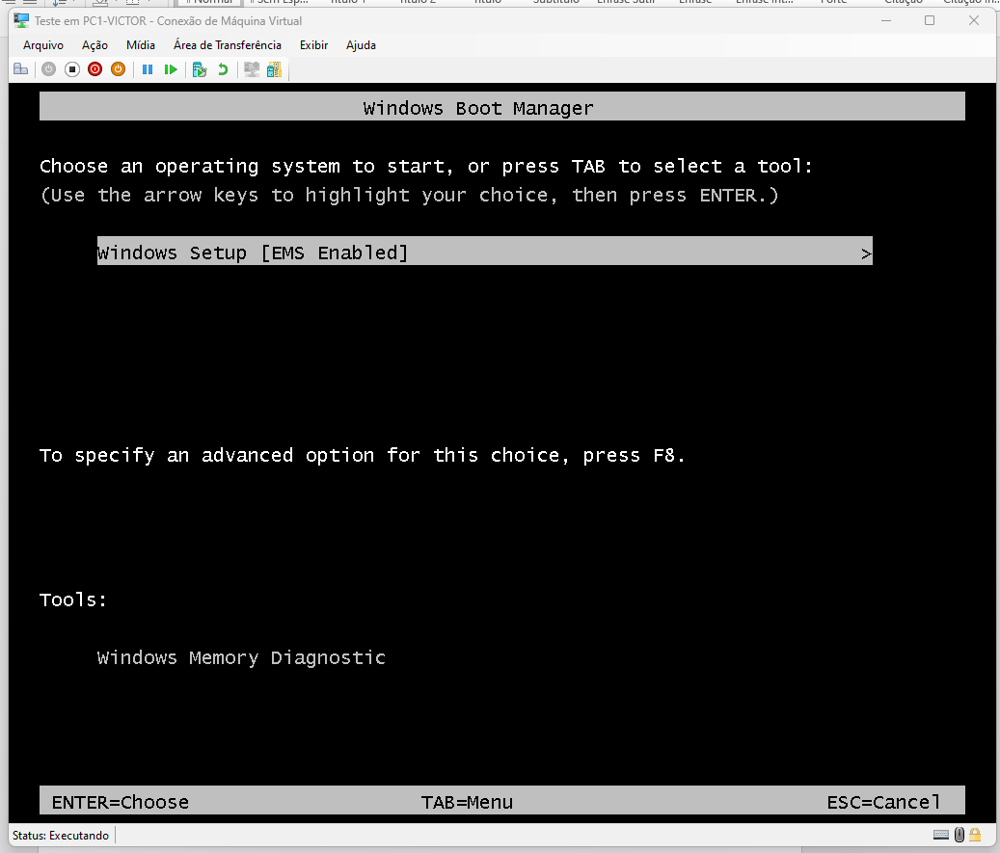 Teste em PC1-VICTOR - Conexão de Máquina Virtual
Arquivo Ação Mídia Área de Transferência Exibir Ajuda
Windows Boot Manager
Choose an operating system to start, or press TAB to select a tool:
(Use the arrow keys to highlight your choice, then press ENTER.)
Windows Setup [EMS Enabled] >
To specify an advanced option for this choice, press F8.
Tools:
Windows Memory Diagnostic
ENTER=Choose TAB=Menu ESC=Cancel
Status: Executando